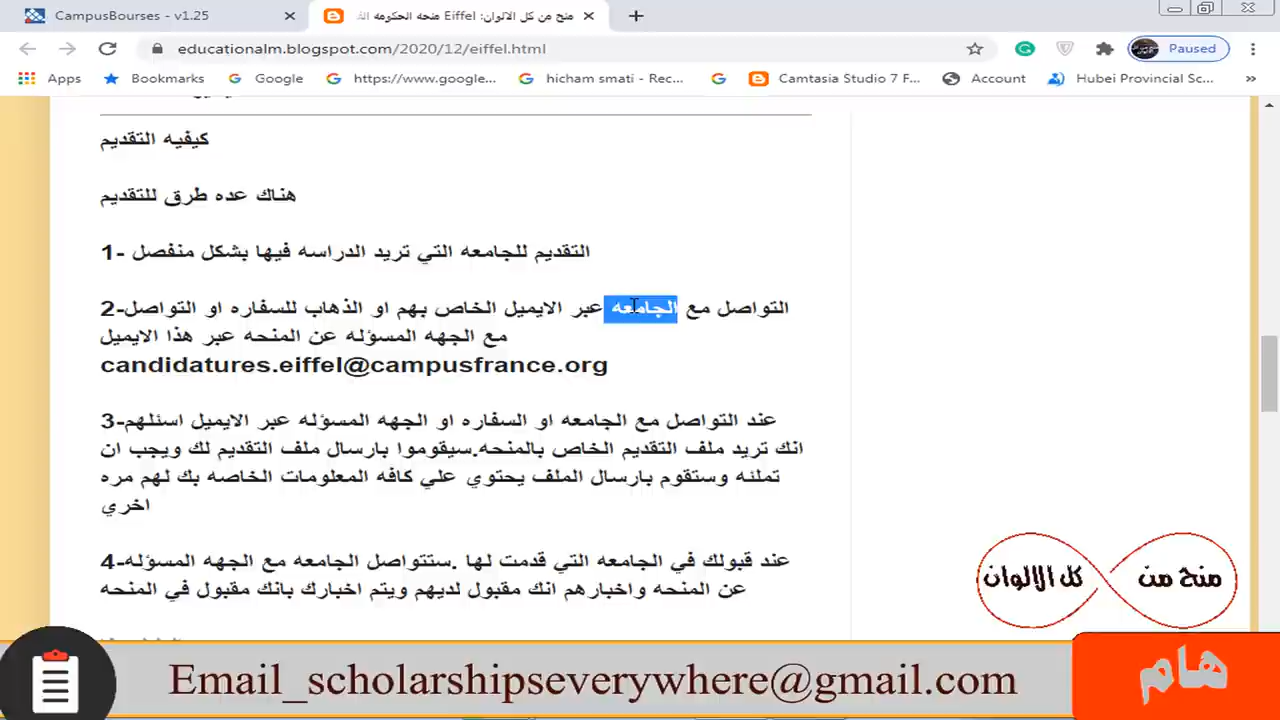 CampusBourses - v1.25
منح من كل الالوان: Eiffel منحه الحكومه
educationalm.blogspot.com/2020/12/eiffel.html
Paused
Apps
Bookmarks
Google
https://www.google...
hicham smati - Rec...
Camtasia Studio 7 F...
Account
Hubei Provincial Sc...
»
كيفيه التقديم
هناك عده طرق للتقديم
1- التقديم للجامعه التي تريد الدراسه فيها بشكل منفصل
2-التواصل مع الجامعه عبر الايميل الخاص بهم او الذهاب للسفاره او التواصل
مع الجهه المسؤله عن المنحه عبر هذا الايميل
candidatures.eiffel@campusfrance.org
3-عند التواصل مع الجامعه او السفاره او الجهه المسؤله عبر الايميل اسئلهم
انك تريد ملف التقديم الخاص بالمنحه.سيقوموا بارسال ملف التقديم لك ويجب ان
تملئه وستقوم بارسال الملف يحتوي علي كافه المعلومات الخاصه بك لهم مره
اخري
4-عند قبولك في الجامعه التي قدمت لها .ستتواصل الجامعه مع الجهه المسؤله
عن المنحه واخبارهم انك مقبول لديهم ويتم اخبارك بانك مقبول في المنحه
منح من كل الالوان
Email_scholarshipseverywhere@gmail.com
هام